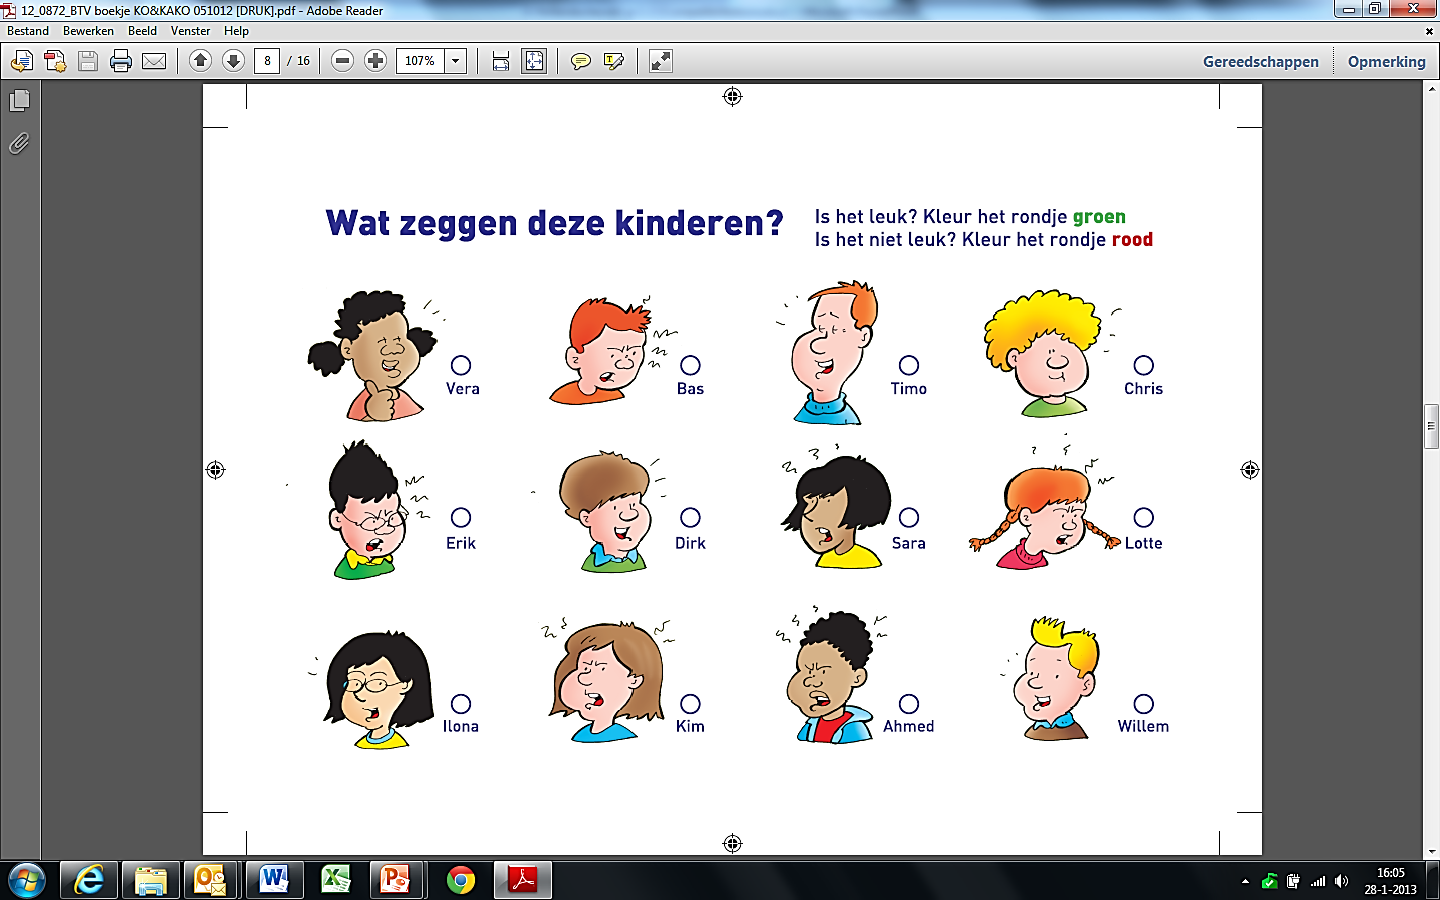 12_0872_BTV boekje KO&KAKO 051012 [DRUK].pdf - Adobe Reader
Bestand Bewerken Beeld Venster Help
8 / 16 107% Gereedschappen Opmerking
Wat zeggen deze kinderen?
Is het leuk? Kleur het rondje groen
Is het niet leuk? Kleur het rondje rood
Vera Bas Timo Chris
Erik Dirk Sara Lotte
Ilona Kim Ahmed Willem
16:05
28-1-2013